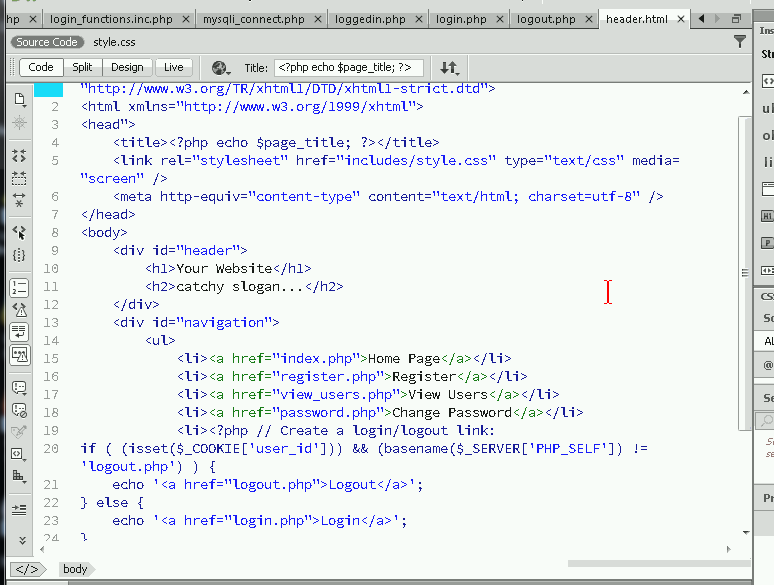 hp × login_functions.inc.php × mysqli_connect.php × loggedin.php × login.php × logout.php × header.html ×
Source Code style.css
Code Split Design Live Title: <?php echo $page_title; ?>
"http://www.w3.org/TR/xhtml1/DTD/xhtml1-strict.dtd">
2 <html xmlns="http://www.w3.org/1999/xhtml">
3 <head">
4 <title><?php echo $page_title; ?></title>
5 <link rel="stylesheet" href="includes/style.css" type="text/css" media=
"screen" />
6 <meta http-equiv="content-type" content="text/html; charset=utf-8" />
7 </head>
8 <body>
9 <div id="header">
10 <h1>Your Website</h1>
11 <h2>catchy slogan...</h2>
12 </div>
13 <div id="navigation">
14 <ul>
15 <li><a href="index.php">Home Page</a></li>
16 <li><a href="register.php">Register</a></li>
17 <li><a href="view_users.php">View Users</a></li>
18 <li><a href="password.php">Change Password</a></li>
19 <li><?php // Create a login/logout link:
20 if ( (isset($_COOKIE['user_id'])) && (basename($_SERVER['PHP_SELF']) !=
'logout.php') ) {
21 echo '<a href="logout.php">Logout</a>';
22 } else {
23 echo '<a href="login.php">Login</a>';
24 }
</> body
Ins
Str
CSS
So
AL
@
Se
Pr